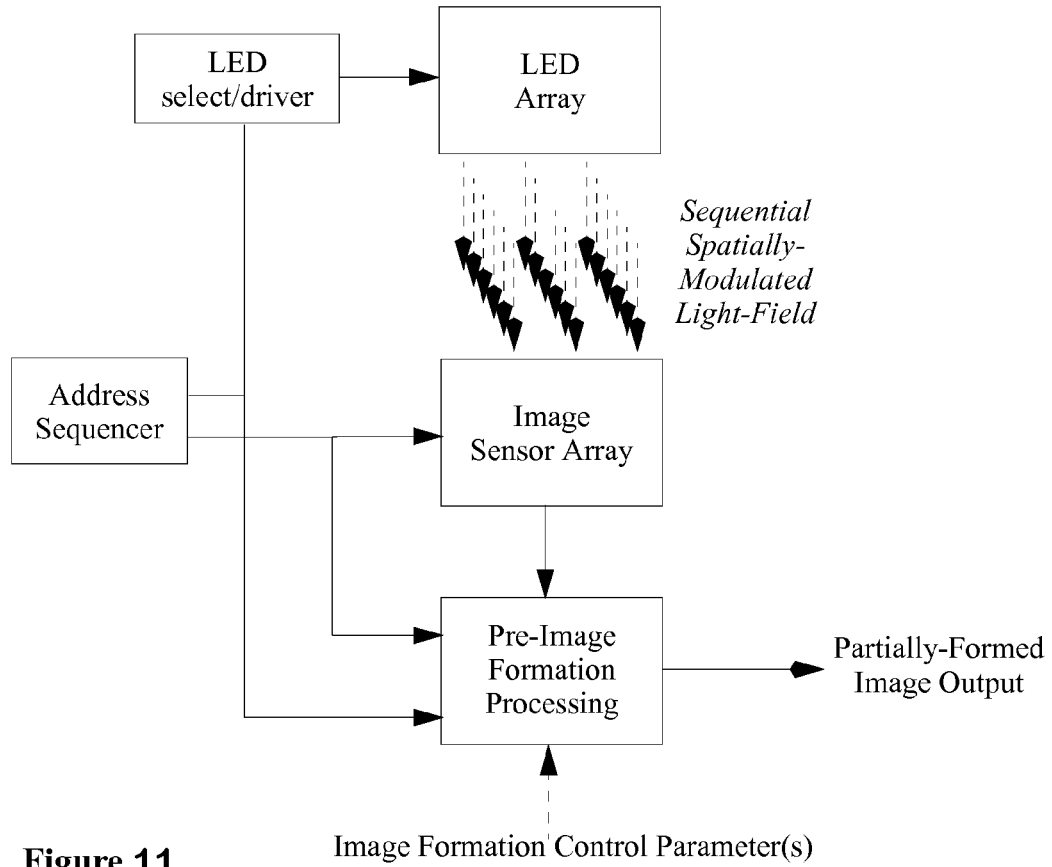 LED
select/driver
LED
Array
Sequential
Spatially-
Modulated
Light-Field
Address
Sequencer
Image
Sensor Array
Pre-Image
Formation
Processing
Partially-Formed
Image Output
Image Formation Control Parameter(s)
Figure 11